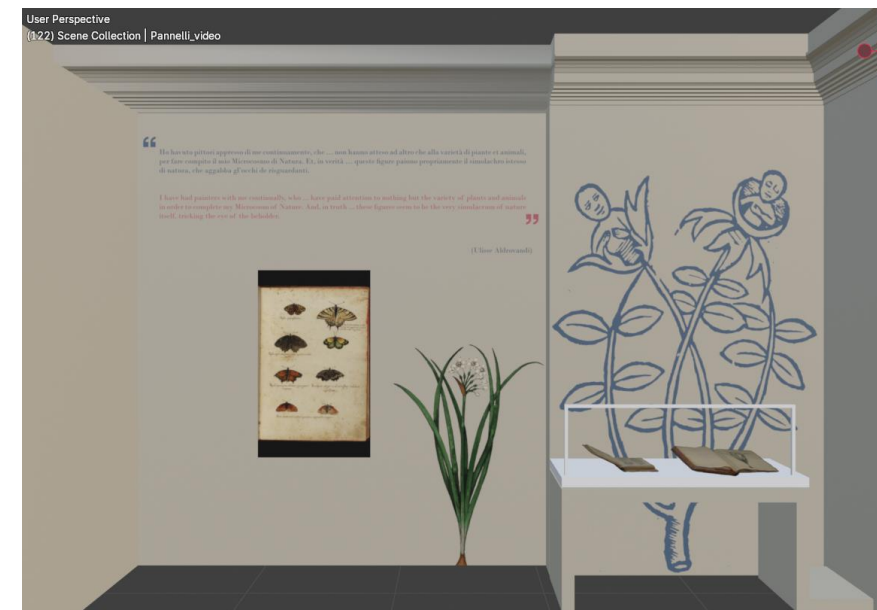 User Perspective
(122) Scene Collection | Pannelli_video
“
Ho havuto pittori appresso di me continuamente, che ... non hanno atteso ad altro che alla varietà di piante et animali,
per fare compito il mio Microcosmo di Natura. Et, in verità ... queste figure paiono propriamente il simulachro istesso
di natura, che aggabba gl'occhi de risguardanti.
I have had painters with me continually, who ... have paid attention to nothing but the variety of plants and animals
in order to complete my Microcosm of Nature. And, in truth ... these figures seem to be the very simulacrum of nature
itself, tricking the eye of the beholder.
”
(Ulisse Aldrovandi)